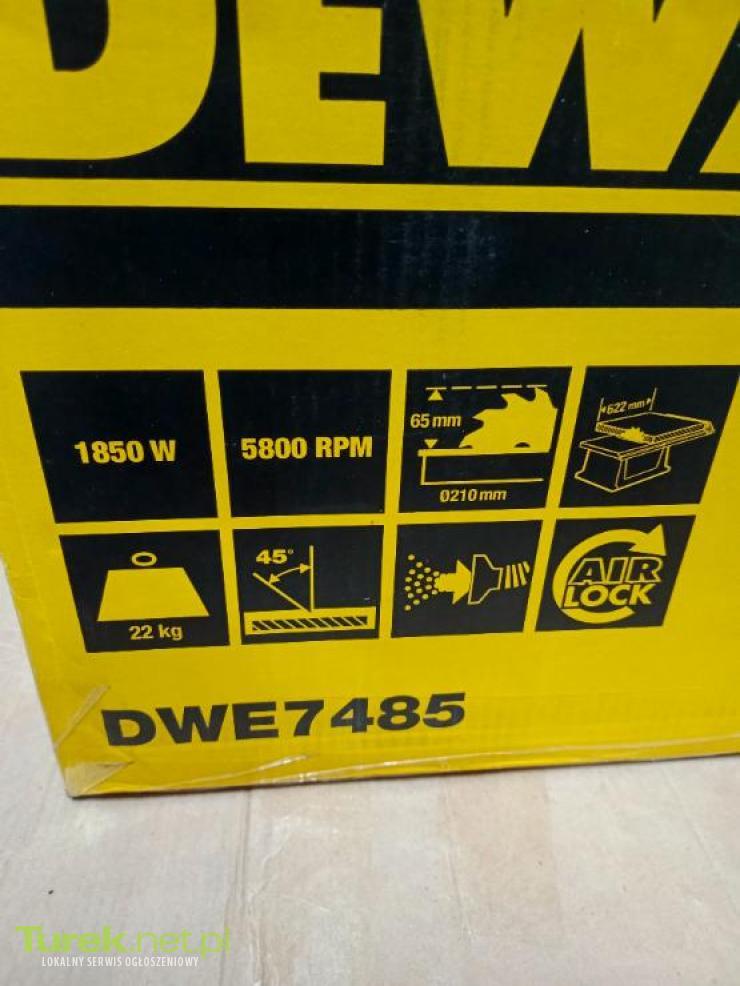 DEWA
1850 W
5800 RPM
65 mm
Ø210 mm
622 mm
22 kg
45°
AIR
LOCK
DWE7485
Turek.net.pl
LOKALNY SERWIS OGŁOSZENIOWY